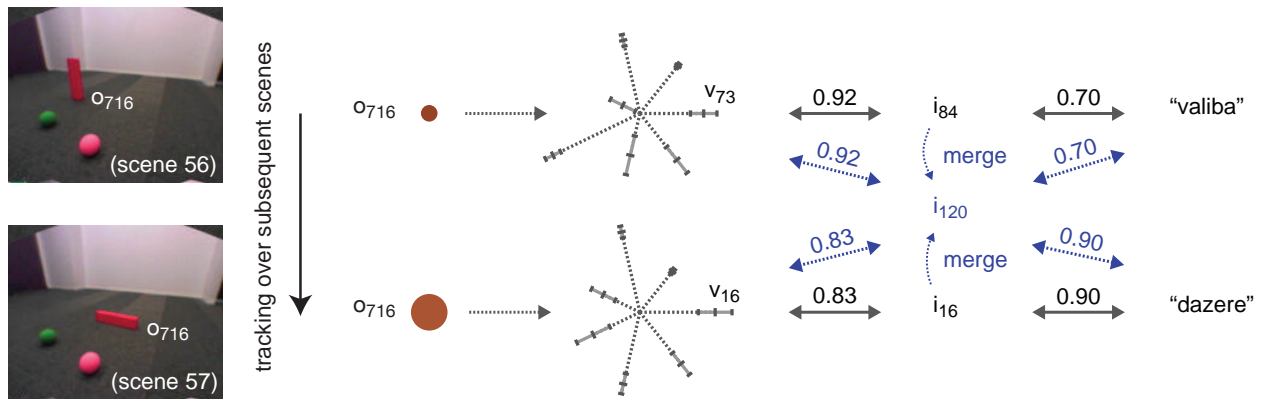 o716
(scene 56)
tracking over subsequent scenes
o716
v73
0.92
i84
0.70
“valiba”
0.92
merge
0.70
i120
0.83
merge
0.90
o716
(scene 57)
o716
v16
0.83
i16
0.90
“dazere”